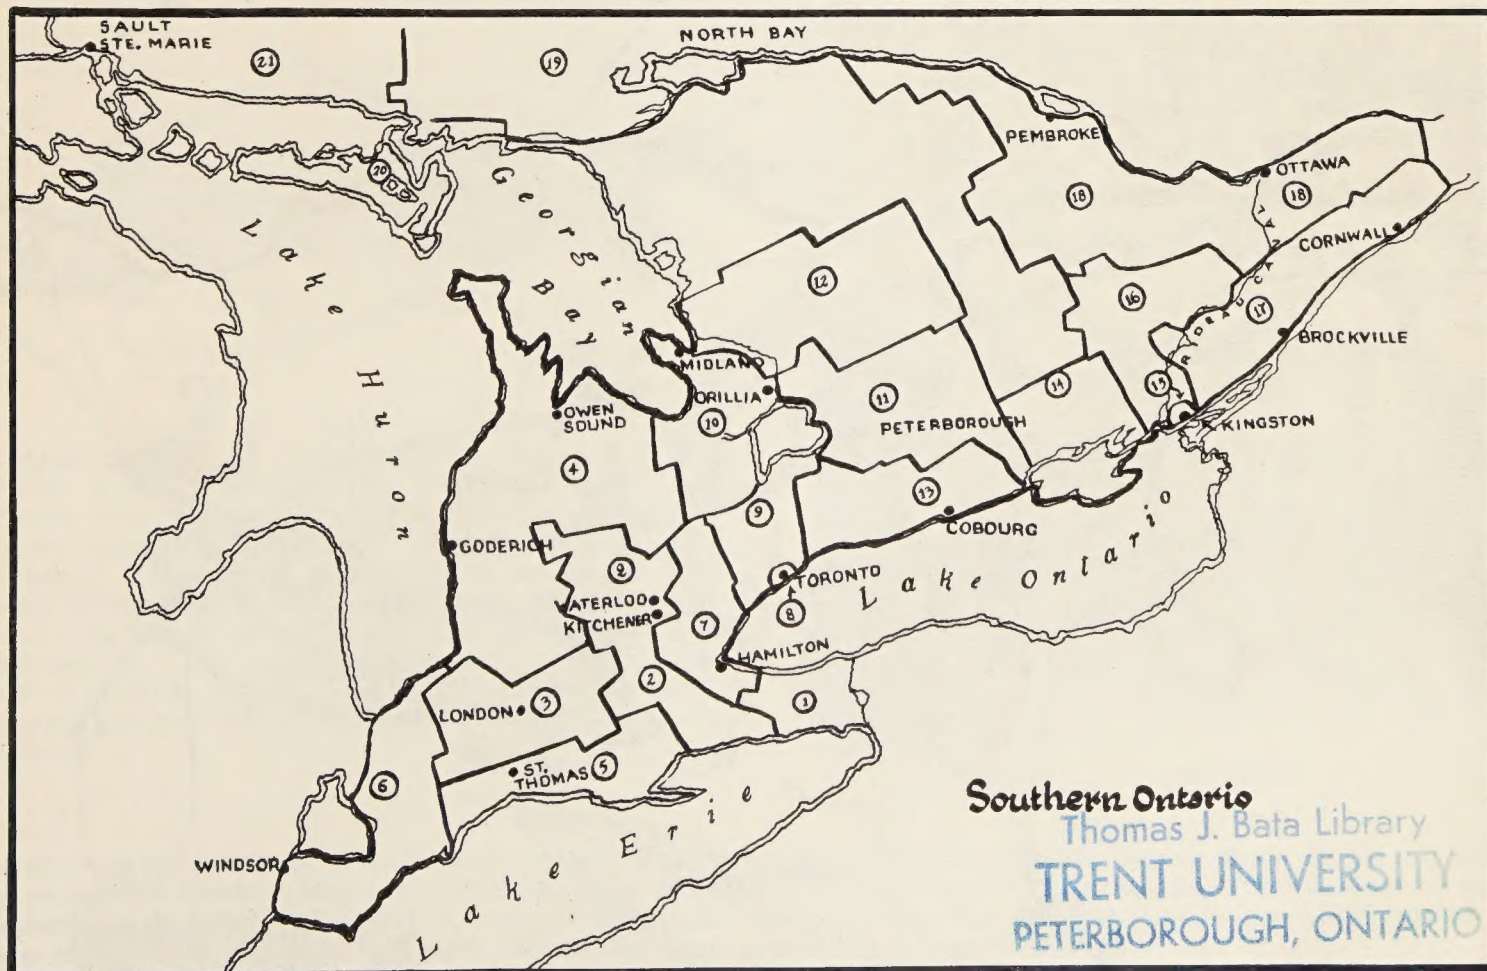 SAULT
STE. MARIE
21
19
NORTH BAY
20
Georgian
Bay
PEMBROKE
OTTAWA
18
18
CORNWALL
Lake Huron
12
16
RIDEAU CANAL
17
BROCKVILLE
MIDLAND
ORILLIA
10
OWEN
SOUND
11
PETERBOROUGH
14
15
KINGSTON
4
9
13
COBOURG
GODERICH
2
WATERLOO
KITCHENER
7
TORONTO
8
Lake Ontario
HAMILTON
2
1
LONDON
3
ST.
THOMAS
5
6
WINDSOR
Lake Erie
Southern Ontario
Thomas J. Bata Library
TRENT UNIVERSITY
PETERBOROUGH, ONTARIO